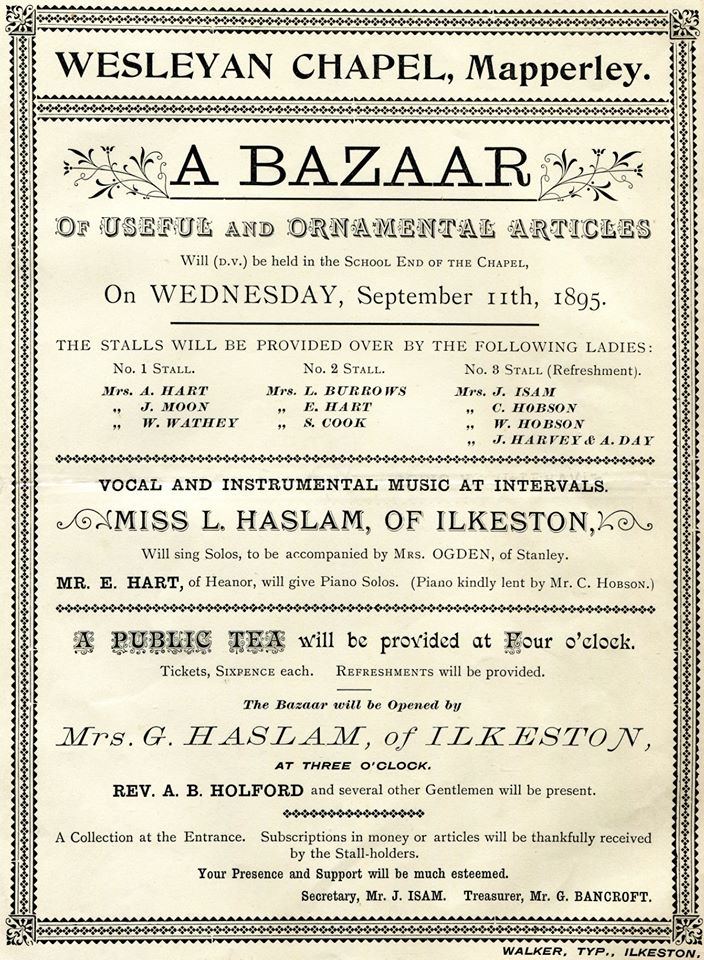 WESLEYAN CHAPEL, Mapperley.
A BAZAAR
OF USEFUL AND ORNAMENTAL ARTICLES
Will (D.V.) be held in the SCHOOL END OF THE CHAPEL,
On WEDNESDAY, September 11th, 1895.
THE STALLS WILL BE PROVIDED OVER BY THE FOLLOWING LADIES:
No. 1 STALL. No. 2 STALL. No. 3 STALL (Refreshment).
Mrs. A. HART Mrs. L. BURROWS Mrs. J. ISAM
„ J. MOON „ E. HART „ C. HOBSON
„ W. WATHEY „ S. COOK „ W. HOBSON
„ J. HARVEY & A. DAY
VOCAL AND INSTRUMENTAL MUSIC AT INTERVALS.
MISS L. HASLAM, OF ILKESTON,
Will sing Solos, to be accompanied by MRS. OGDEN, of Stanley.
MR. E. HART, of Heanor, will give Piano Solos. (Piano kindly lent by Mr. C. HOBSON.)
A PUBLIC TEA will be provided at Four o'clock.
Tickets, SIXPENCE each. REFRESHMENTS will be provided.
The Bazaar will be Opened by
Mrs. G. HASLAM, of ILKESTON,
AT THREE O'CLOCK.
REV. A. B. HOLFORD and several other Gentlemen will be present.
A Collection at the Entrance. Subscriptions in money or articles will be thankfully received
by the Stall-holders.
Your Presence and Support will be much esteemed.
Secretary, Mr. J. ISAM. Treasurer, Mr. G. BANCROFT.
WALKER, TYP., ILKESTON.